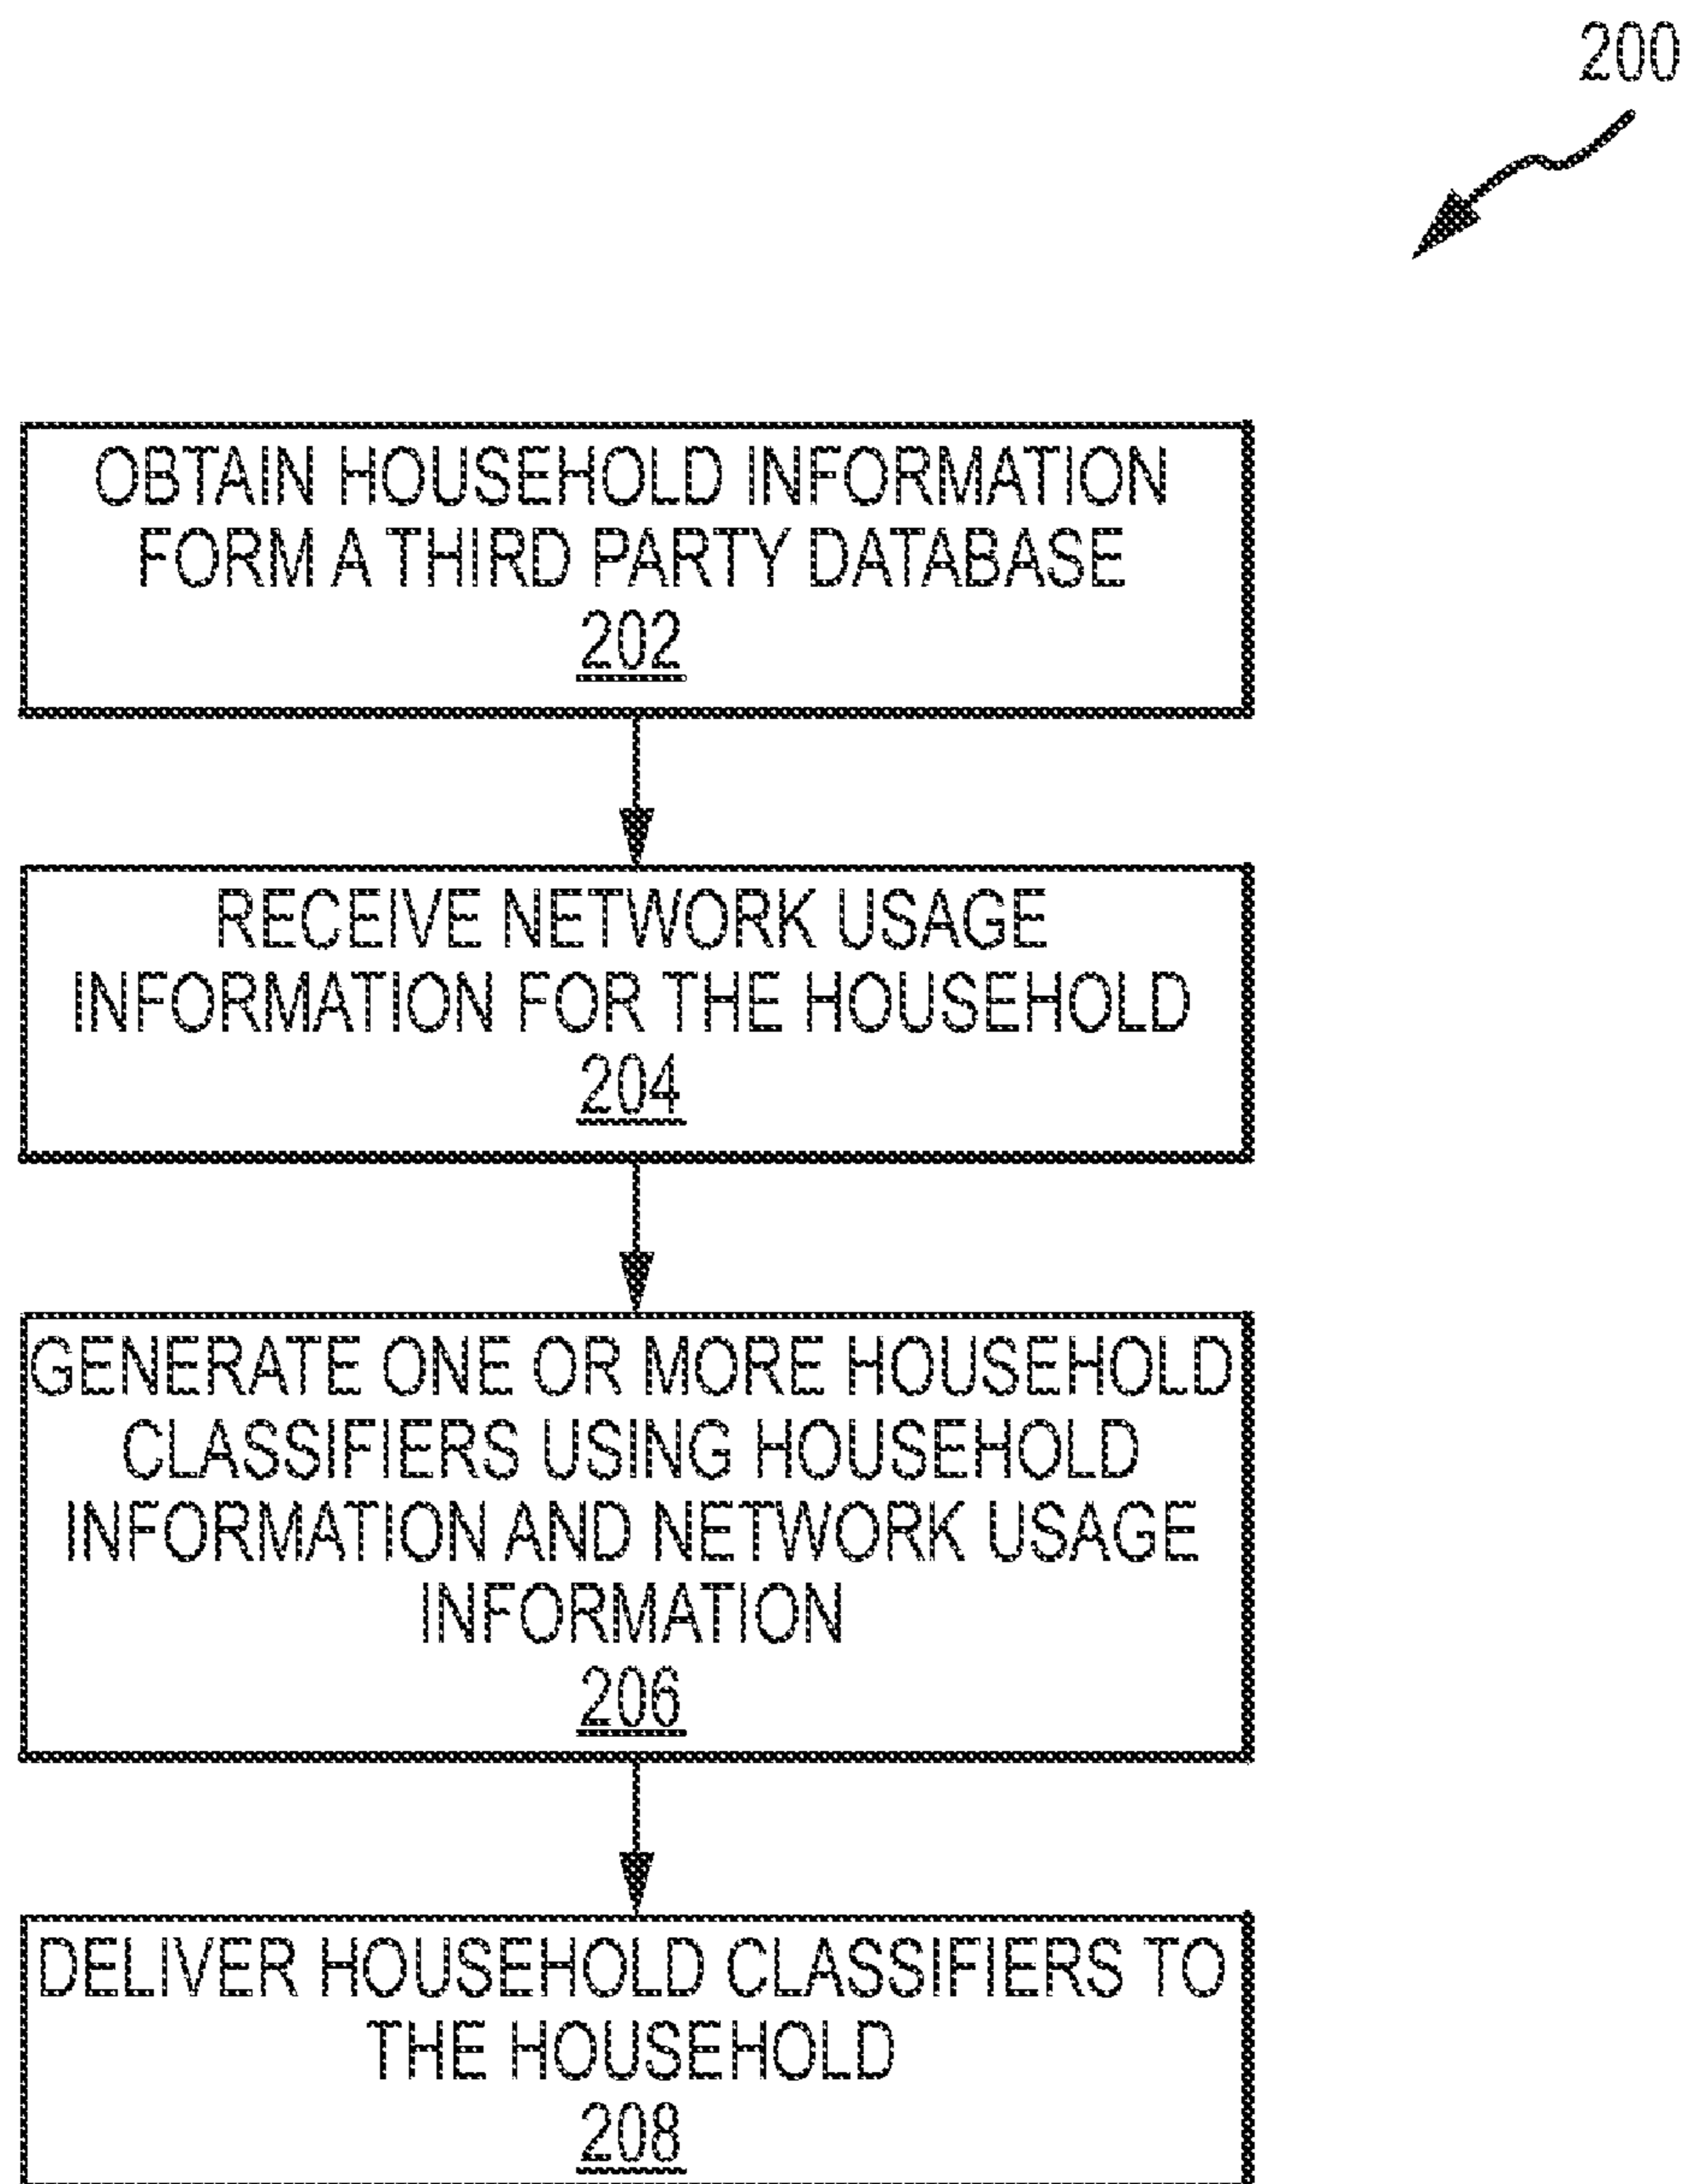 200
OBTAIN HOUSEHOLD INFORMATION
FORM A THIRD PARTY DATABASE
202
RECEIVE NETWORK USAGE
INFORMATION FOR THE HOUSEHOLD
204
GENERATE ONE OR MORE HOUSEHOLD
CLASSIFIERS USING HOUSEHOLD
INFORMATION AND NETWORK USAGE
INFORMATION
206
DELIVER HOUSEHOLD CLASSIFIERS TO
THE HOUSEHOLD
208